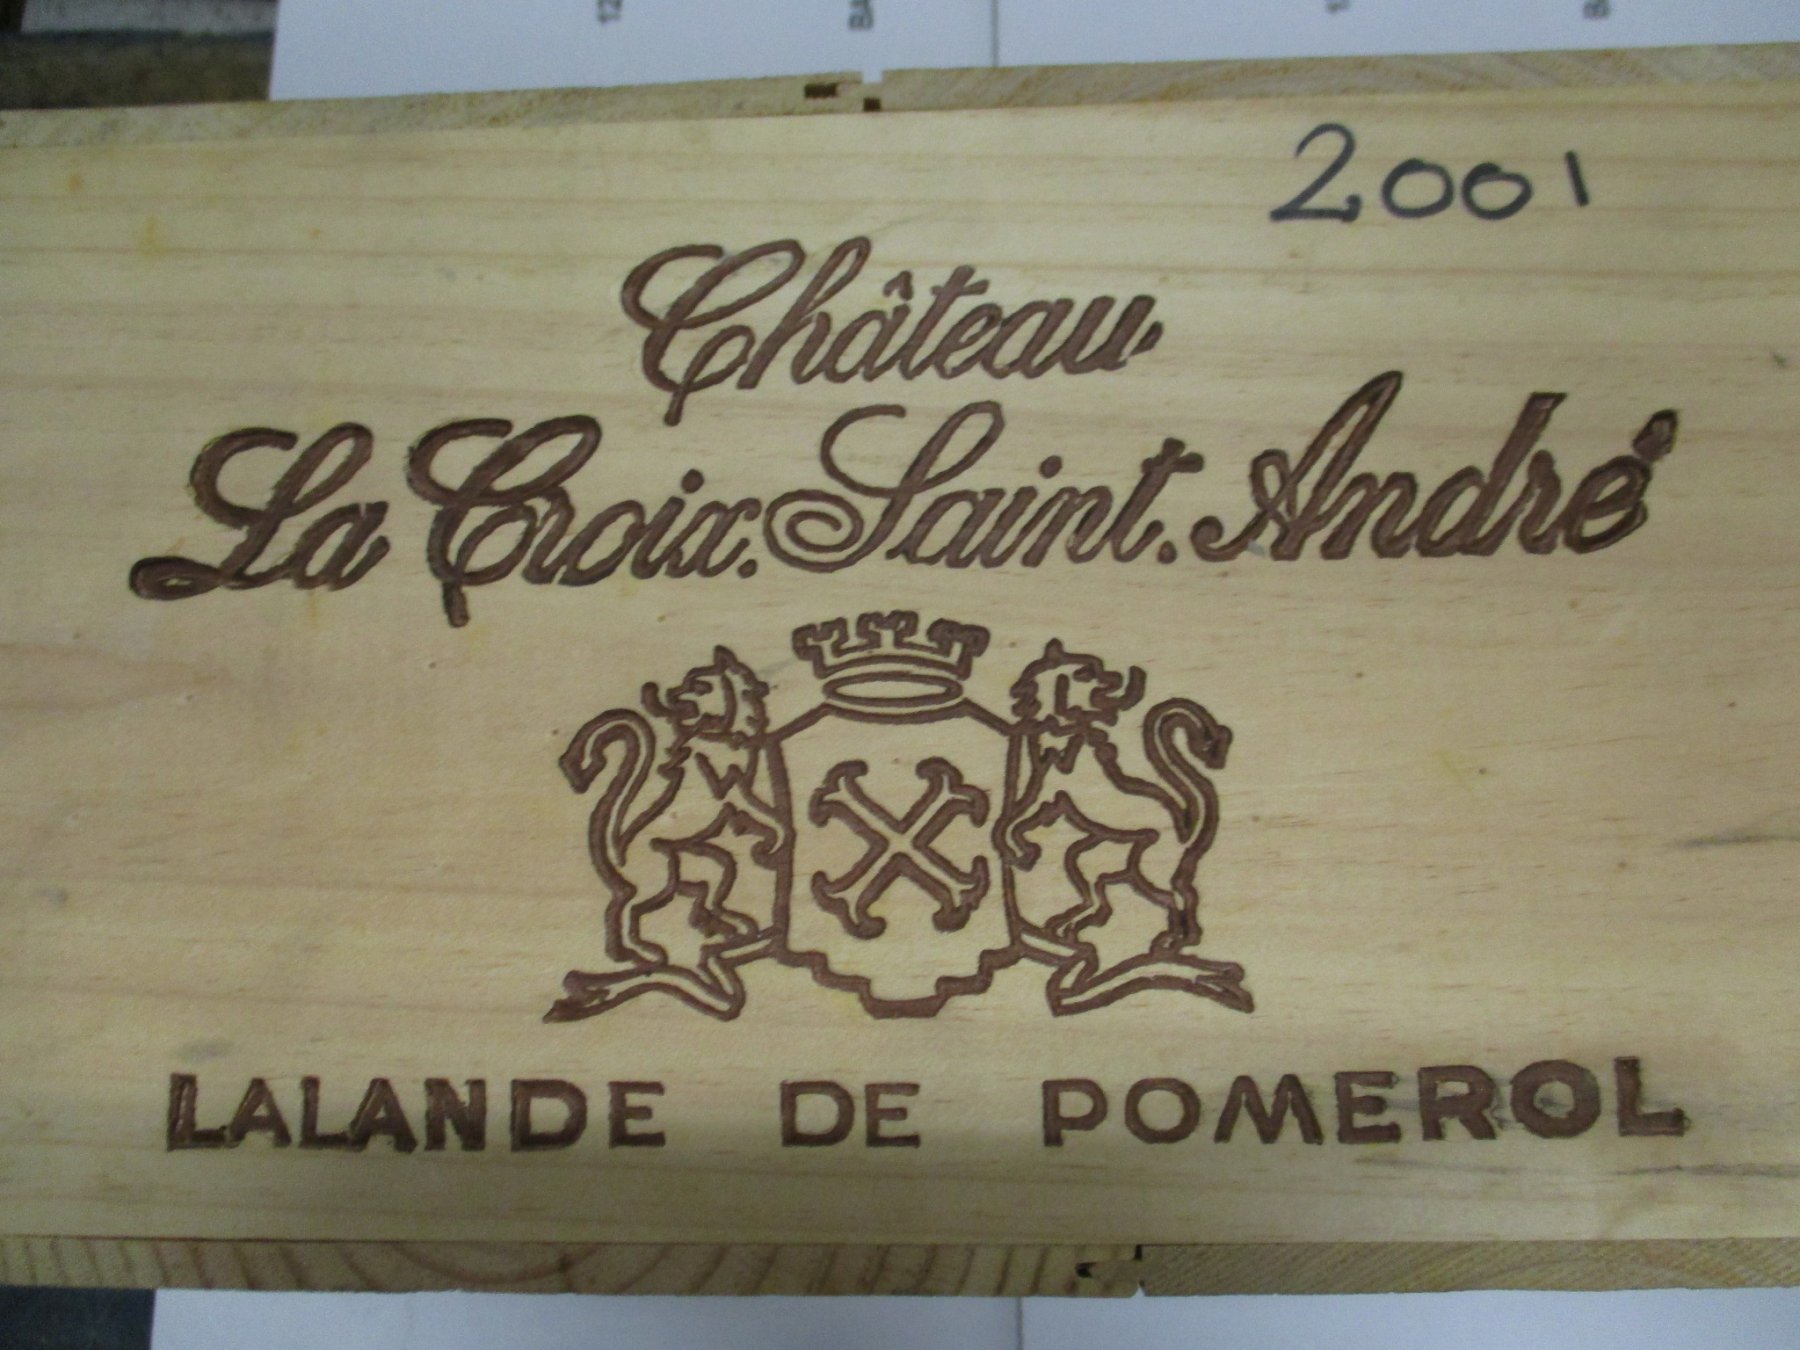 2001
Château
La Croix.Saint.André
LALANDE DE POMEROL